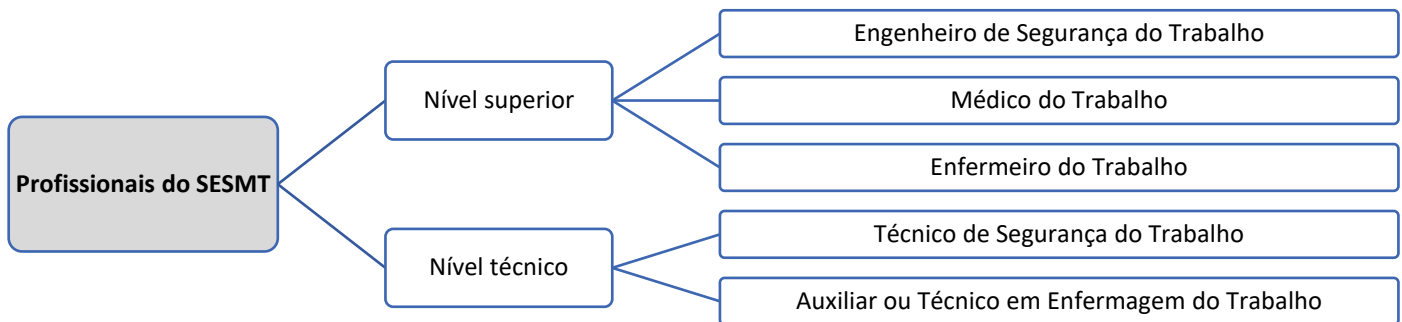 Profissionais do SESMT
Nível superior
Engenheiro de Segurança do Trabalho
Médico do Trabalho
Enfermeiro do Trabalho
Nível técnico
Técnico de Segurança do Trabalho
Auxiliar ou Técnico em Enfermagem do Trabalho